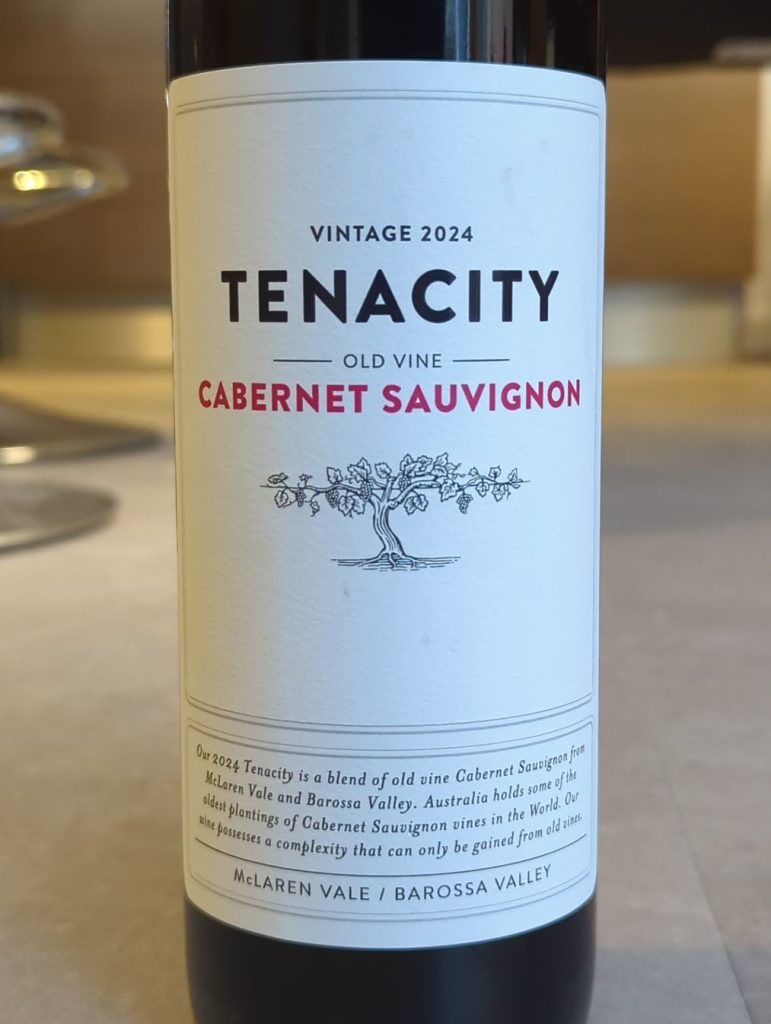 VINTAGE 2024
TENACITY
OLD VINE
CABERNET SAUVIGNON
Our 2024 Tenacity is a blend of old vine Cabernet Sauvignon from
McLaren Vale and Barossa Valley. Australia holds some of the
oldest plantings of Cabernet Sauvignon vines in the World. Our
wine possesses a complexity that can only be gained from old vines.
McLAREN VALE / BAROSSA VALLEY